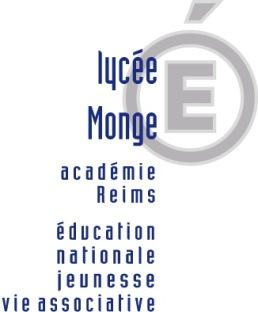 É
lycée
Monge
académie
Reims
éducation
nationale
jeunesse
vie associative